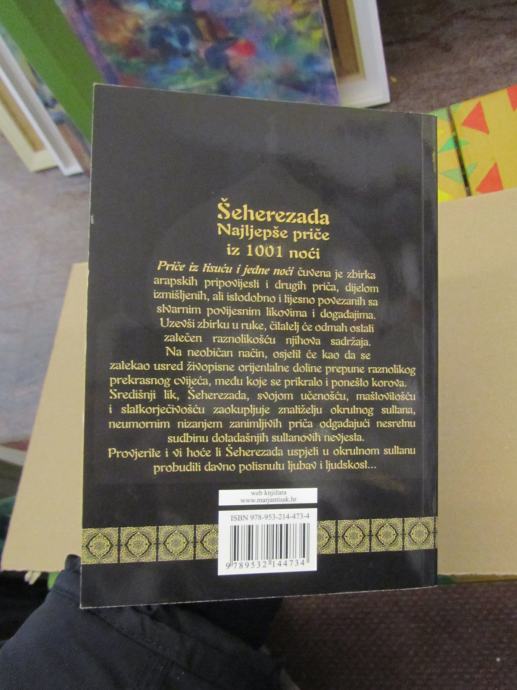 Šeherezada
Najljepše priče
iz 1001 noći
Priče iz tisuću i jedne noći čuvena je zbirka
arapskih pripovijesti i drugih priča, dijelom
izmišljenih, ali istodobno i tijesno povezanih sa
stvarnim povijesnim likovima i događajima.
Uzevši zbirku u ruke, čitatelj će odmah ostati
zatečen raznolikošću njihova sadržaja.
Na neobičan način, osjetit će kao da se
zatekao usred živopisne orijentalne doline prepune raznolikog
prekrasnog cvijeća, među koje se prikralo i ponešto korova.
Središnji lik, Šeherezada, svojom učenošću, maštovitošću
i slatkorječivošću zaokupljuje znatiželju okrutnog sultana,
neumornim nizanjem zanimljivih priča odgađajući nesretnu
sudbinu dotadašnjih sultanovih nevjesta.
Provjerite i vi hoće li Šeherezada uspjeti u okrutnom sultanu
probuditi davno potisnutu ljubav i ljudskost...
web knjižara
www.marjantisak.hr
ISBN 978-953-214-473-4
9 789532 144734